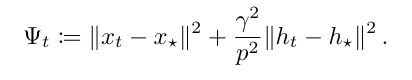 Ψ_t := ‖x_t − x_⋆‖² + γ²/p² ‖h_t − h_⋆‖² .